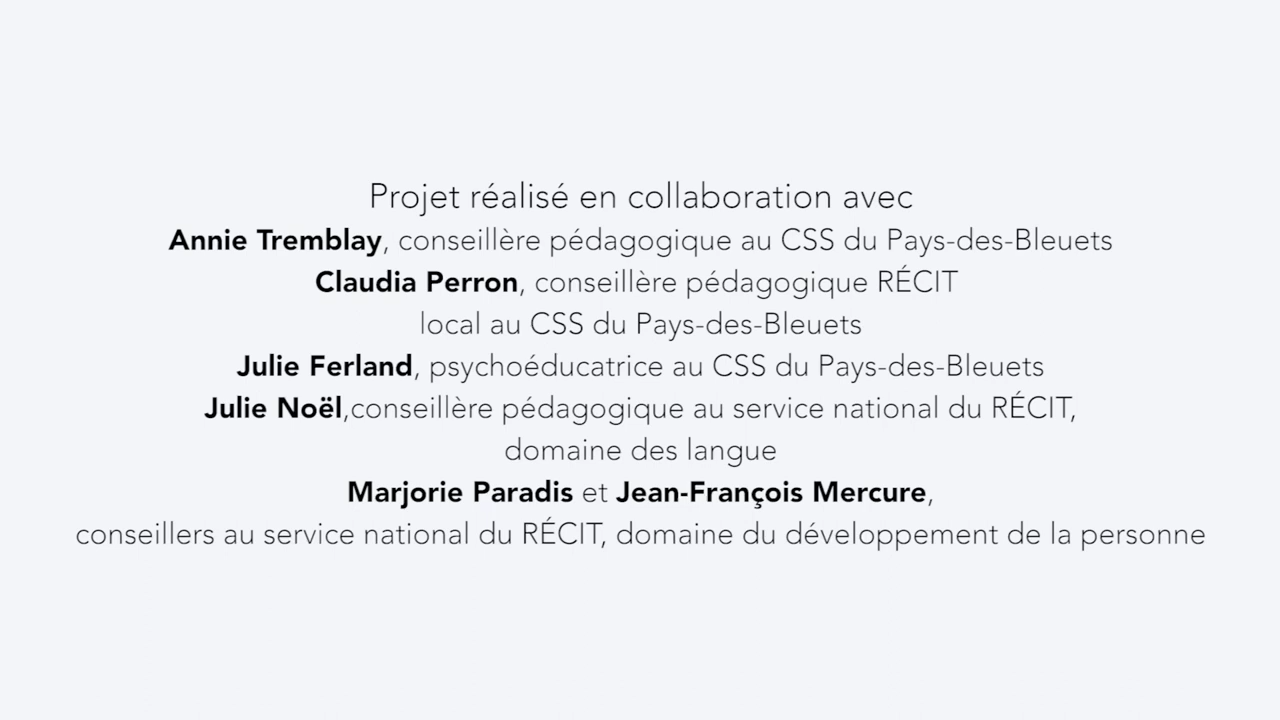 Projet réalisé en collaboration avec
Annie Tremblay, conseillère pédagogique au CSS du Pays-des-Bleuets
Claudia Perron, conseillère pédagogique RÉCIT
local au CSS du Pays-des-Bleuets
Julie Ferland, psychoéducatrice au CSS du Pays-des-Bleuets
Julie Noël,conseillère pédagogique au service national du RÉCIT,
domaine des langue
Marjorie Paradis et Jean-François Mercure,
conseillers au service national du RÉCIT, domaine du développement de la personne